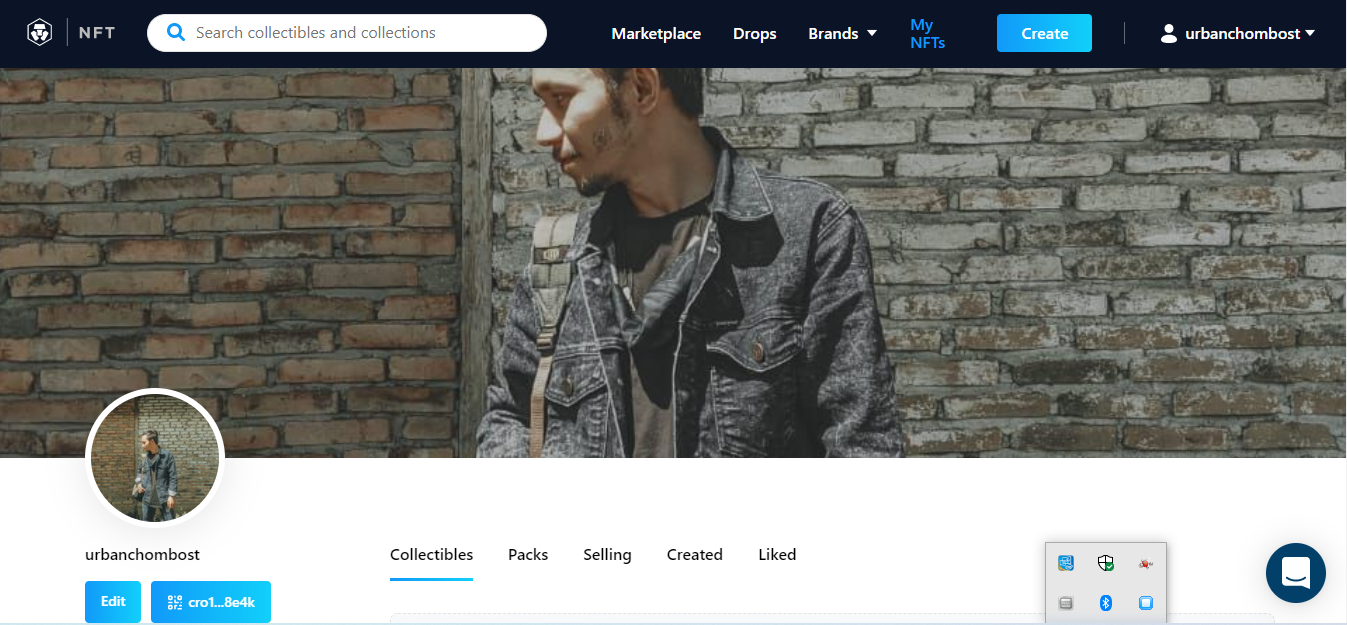 NFT
Search collectibles and collections
Marketplace
Drops
Brands
My
NFTs
Create
urbanchombost
urbanchombost
Edit
cro1...8e4k
Collectibles
Packs
Selling
Created
Liked